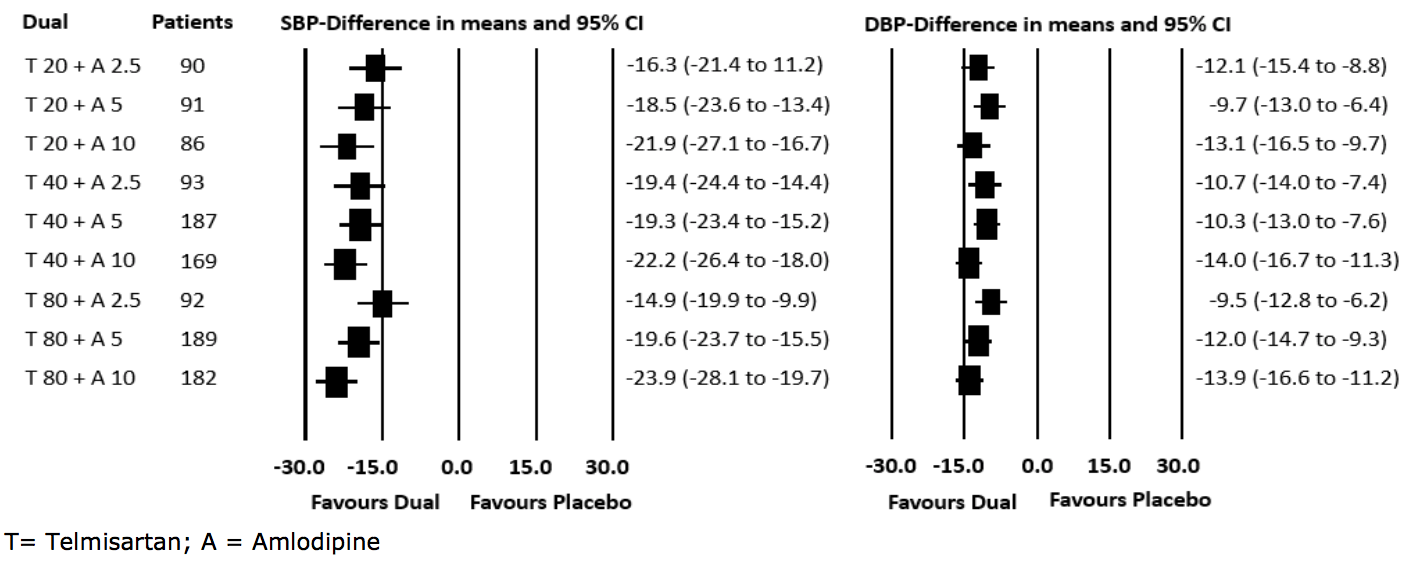 Dual Patients SBP-Difference in means and 95% CI DBP-Difference in means and 95% CI
T 20 + A 2.5 90 -16.3 (-21.4 to 11.2) -12.1 (-15.4 to -8.8)
T 20 + A 5 91 -18.5 (-23.6 to -13.4) -9.7 (-13.0 to -6.4)
T 20 + A 10 86 -21.9 (-27.1 to -16.7) -13.1 (-16.5 to -9.7)
T 40 + A 2.5 93 -19.4 (-24.4 to -14.4) -10.7 (-14.0 to -7.4)
T 40 + A 5 187 -19.3 (-23.4 to -15.2) -10.3 (-13.0 to -7.6)
T 40 + A 10 169 -22.2 (-26.4 to -18.0) -14.0 (-16.7 to -11.3)
T 80 + A 2.5 92 -14.9 (-19.9 to -9.9) -9.5 (-12.8 to -6.2)
T 80 + A 5 189 -19.6 (-23.7 to -15.5) -12.0 (-14.7 to -9.3)
T 80 + A 10 182 -23.9 (-28.1 to -19.7) -13.9 (-16.6 to -11.2)
-30.0 -15.0 0.0 15.0 30.0 -30.0 -15.0 0.0 15.0 30.0
Favours Dual Favours Placebo Favours Dual Favours Placebo
T= Telmisartan; A = Amlodipine